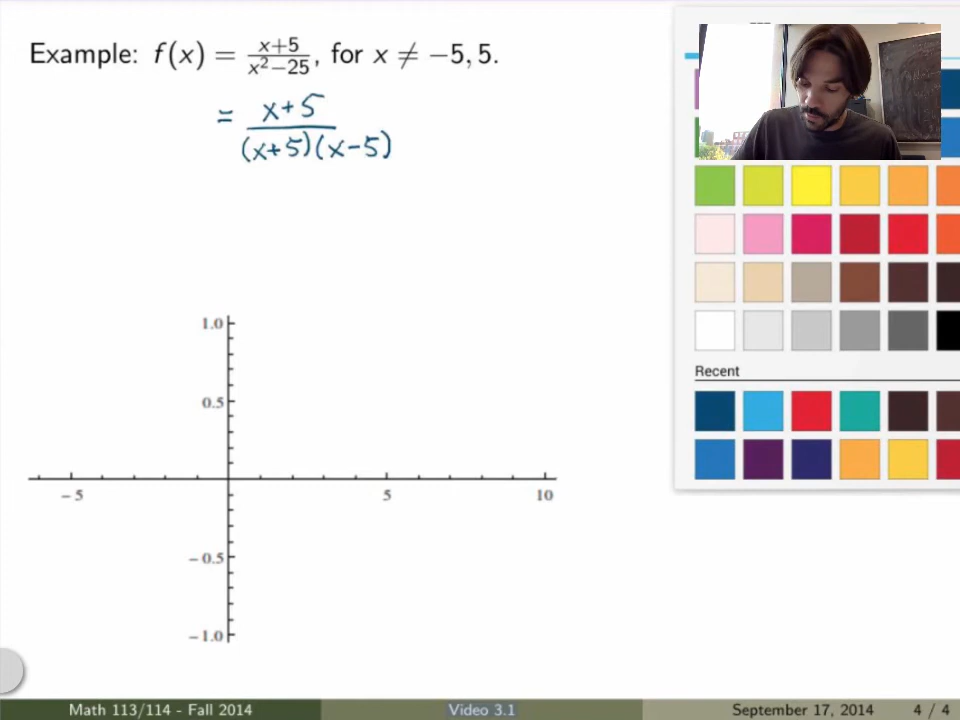 Example: f(x) = x+5 / x²−25, for x ≠ −5, 5.
= x+5 / (x+5)(x−5)
1.0
0.5
−5
5
10
−0.5
−1.0
Recent
Math 113/114 - Fall 2014
Video 3.1
September 17, 2014
4 / 4